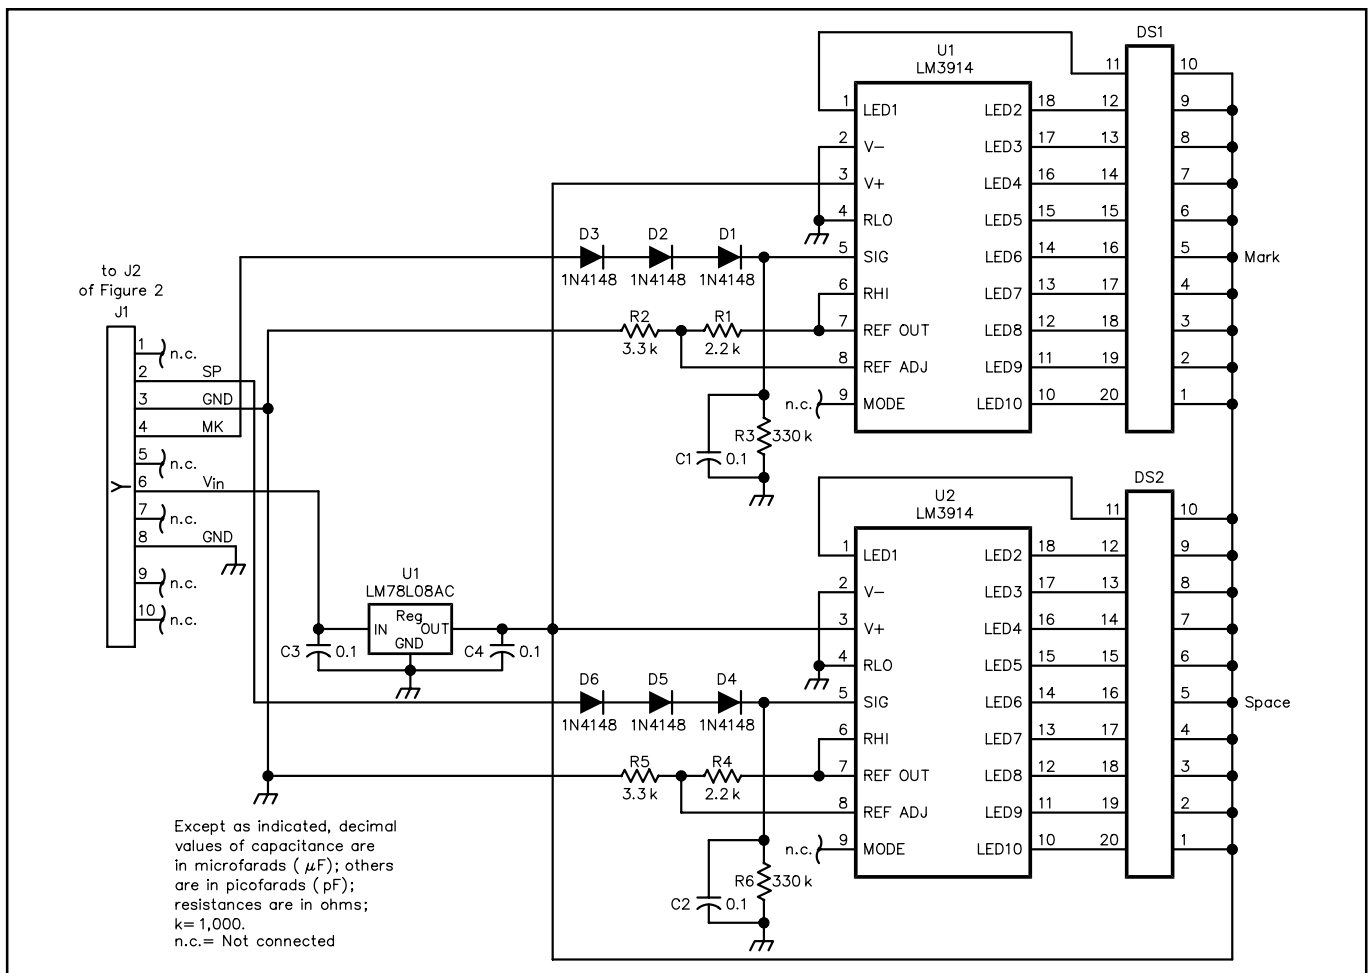 DS1
U1
LM3914
11 10
1 LED1 LED2 18 12 9
2 V− LED3 17 13 8
3 V+ LED4 16 14 7
4 RLO LED5 15 15 6
D3 D2 D1
1N4148 1N4148 1N4148
5 SIG LED6 14 16 5 Mark
6 RHI LED7 13 17 4
R2 R1
3.3 k 2.2 k
7 REF OUT LED8 12 18 3
8 REF ADJ LED9 11 19 2
n.c. 9 MODE LED10 10 20 1
R3 330 k
C1 0.1
to J2
of Figure 2
J1
1 n.c.
2 SP
3 GND
4 MK
5 n.c.
6 Vin
7 n.c.
8 GND
9 n.c.
10 n.c.
Y
U1
LM78L08AC
Reg
IN OUT
GND
C3 0.1
C4 0.1
DS2
U2
LM3914
11 10
1 LED1 LED2 18 12 9
2 V− LED3 17 13 8
3 V+ LED4 16 14 7
4 RLO LED5 15 15 6
D6 D5 D4
1N4148 1N4148 1N4148
5 SIG LED6 14 16 5 Space
6 RHI LED7 13 17 4
R5 R4
3.3 k 2.2 k
7 REF OUT LED8 12 18 3
8 REF ADJ LED9 11 19 2
n.c. 9 MODE LED10 10 20 1
R6 330 k
C2 0.1
Except as indicated, decimal
values of capacitance are
in microfarads ( µF); others
are in picofarads ( pF);
resistances are in ohms;
k= 1,000.
n.c.= Not connected